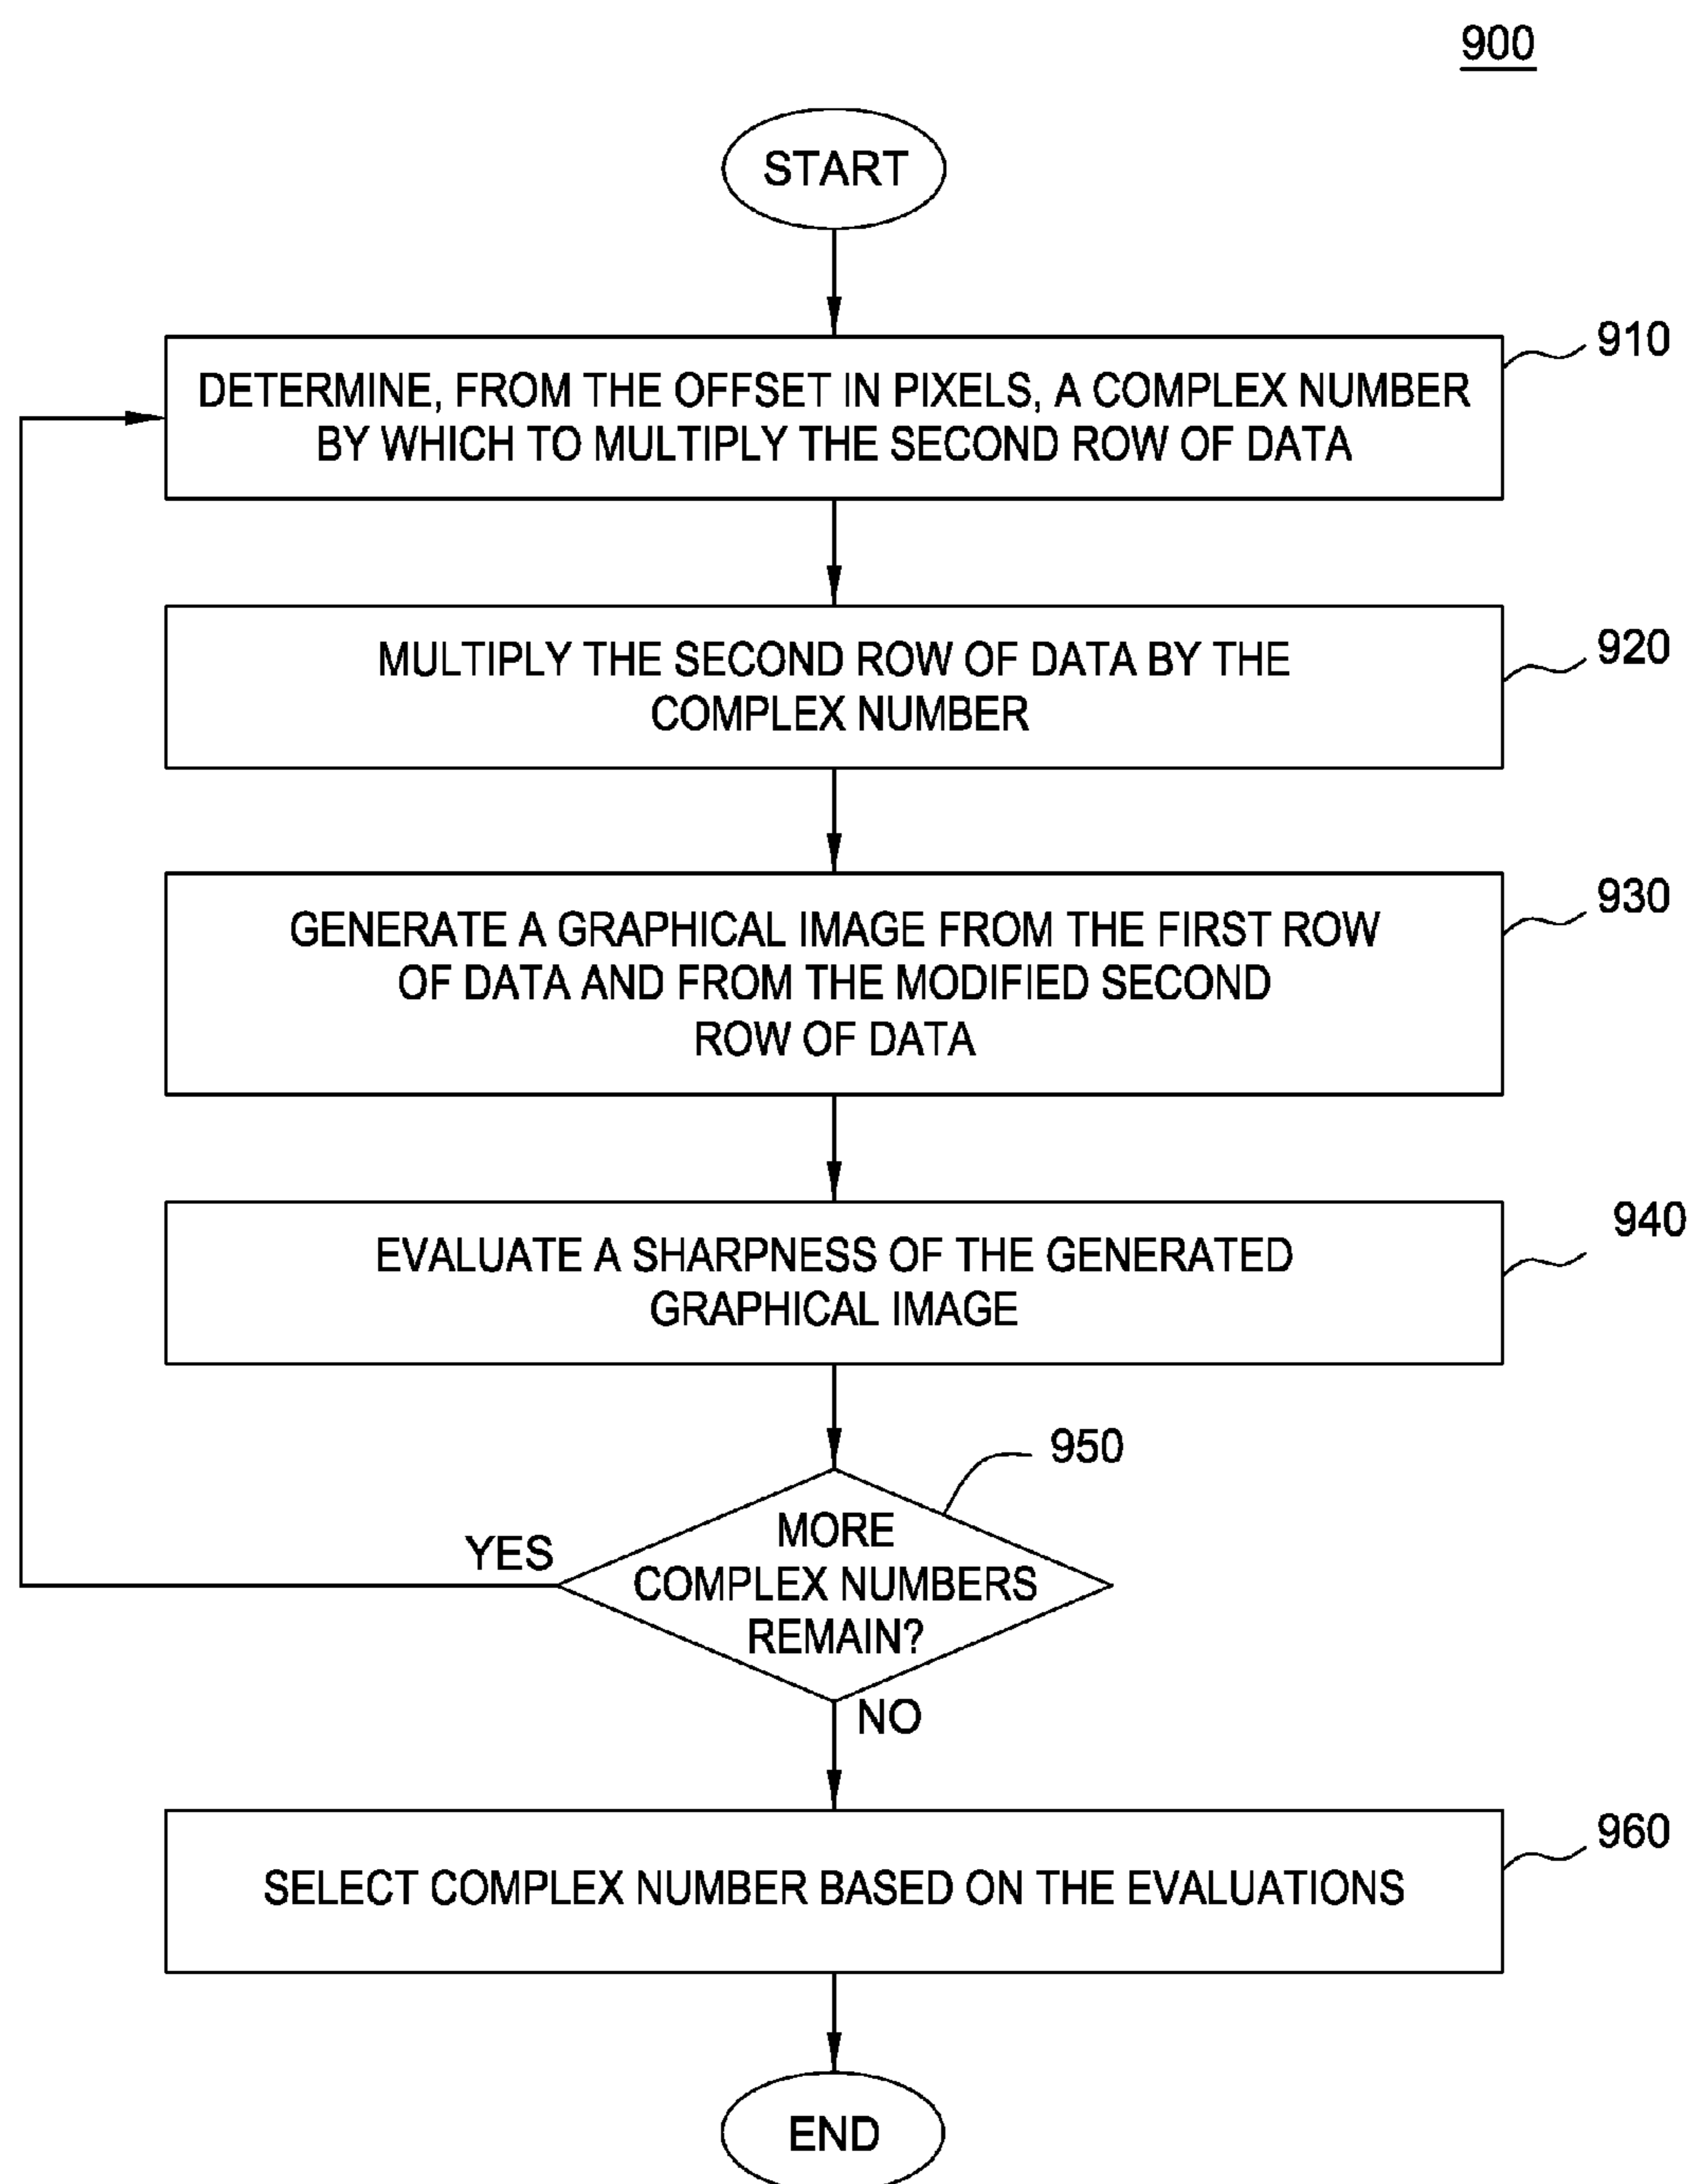 900
START
910
DETERMINE, FROM THE OFFSET IN PIXELS, A COMPLEX NUMBER
BY WHICH TO MULTIPLY THE SECOND ROW OF DATA
920
MULTIPLY THE SECOND ROW OF DATA BY THE
COMPLEX NUMBER
930
GENERATE A GRAPHICAL IMAGE FROM THE FIRST ROW
OF DATA AND FROM THE MODIFIED SECOND
ROW OF DATA
940
EVALUATE A SHARPNESS OF THE GENERATED
GRAPHICAL IMAGE
950
YES
MORE
COMPLEX NUMBERS
REMAIN?
NO
960
SELECT COMPLEX NUMBER BASED ON THE EVALUATIONS
END